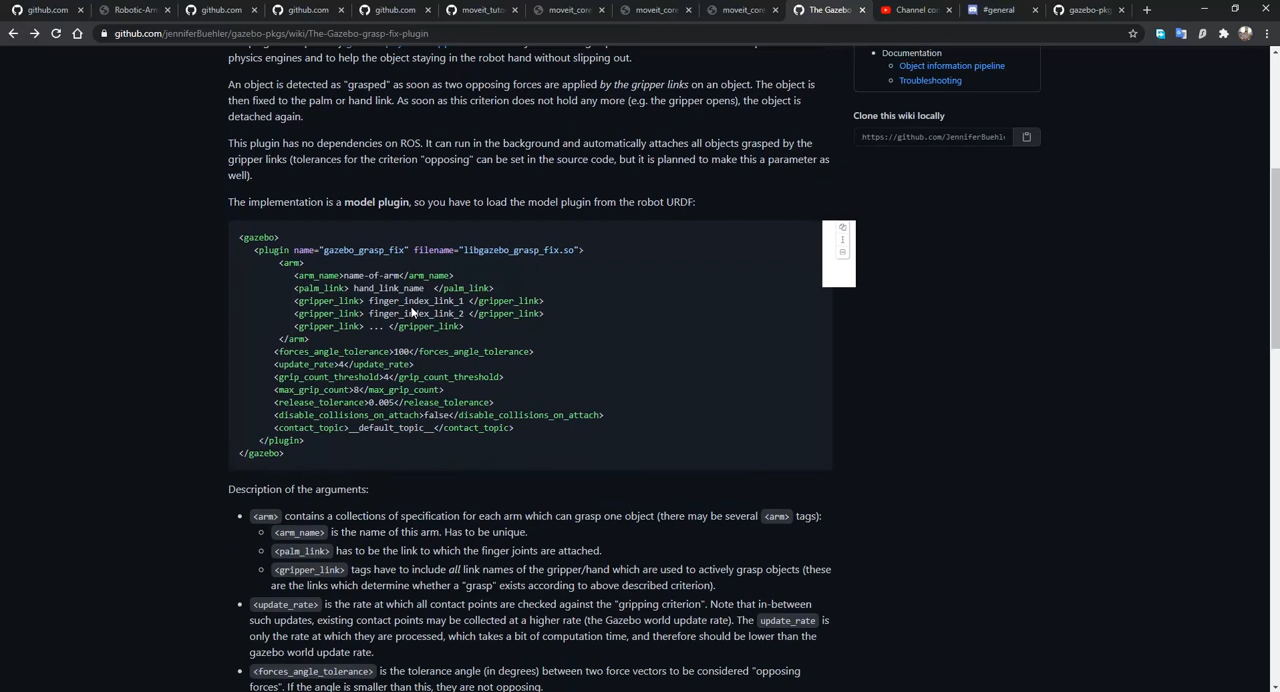 github.com
Robotic-Arm
github.com
github.com
github.com
moveit_tuto
moveit_core
moveit_core
moveit_core
The Gazebo
Channel con
#general
gazebo-pkg
github.com/jenniferBuehler/gazebo-pkgs/wiki/The-Gazebo-grasp-fix-plugin
physics engines and to help the object staying in the robot hand without slipping out.
An object is detected as "grasped" as soon as two opposing forces are applied by the gripper links on an object. The object is
then fixed to the palm or hand link. As soon as this criterion does not hold any more (e.g. the gripper opens), the object is
detached again.
This plugin has no dependencies on ROS. It can run in the background and automatically attaches all objects grasped by the
gripper links (tolerances for the criterion "opposing" can be set in the source code, but it is planned to make this a parameter as
well).
The implementation is a model plugin, so you have to load the model plugin from the robot URDF:
<gazebo>
<plugin name="gazebo_grasp_fix" filename="libgazebo_grasp_fix.so">
<arm>
<arm_name>name-of-arm</arm_name>
<palm_link> hand_link_name </palm_link>
<gripper_link> finger_index_link_1 </gripper_link>
<gripper_link> finger_index_link_2 </gripper_link>
<gripper_link> ... </gripper_link>
</arm>
<forces_angle_tolerance>100</forces_angle_tolerance>
<update_rate>4</update_rate>
<grip_count_threshold>4</grip_count_threshold>
<max_grip_count>8</max_grip_count>
<release_tolerance>0.005</release_tolerance>
<disable_collisions_on_attach>false</disable_collisions_on_attach>
<contact_topic>__default_topic__</contact_topic>
</plugin>
</gazebo>
Description of the arguments:
• <arm> contains a collections of specification for each arm which can grasp one object (there may be several <arm> tags):
<arm_name> is the name of this arm. Has to be unique.
<palm_link> has to be the link to which the finger joints are attached.
<gripper_link> tags have to include all link names of the gripper/hand which are used to actively grasp objects (these
are the links which determine whether a "grasp" exists according to above described criterion).
• <update_rate> is the rate at which all contact points are checked against the "gripping criterion". Note that in-between
such updates, existing contact points may be collected at a higher rate (the Gazebo world update rate). The update_rate is
only the rate at which they are processed, which takes a bit of computation time, and therefore should be lower than the
gazebo world update rate.
• <forces_angle_tolerance> is the tolerance angle (in degrees) between two force vectors to be considered "opposing
forces". If the angle is smaller than this, they are not opposing.
• Documentation
Object information pipeline
Troubleshooting
Clone this wiki locally
https://github.com/JenniferBuehle